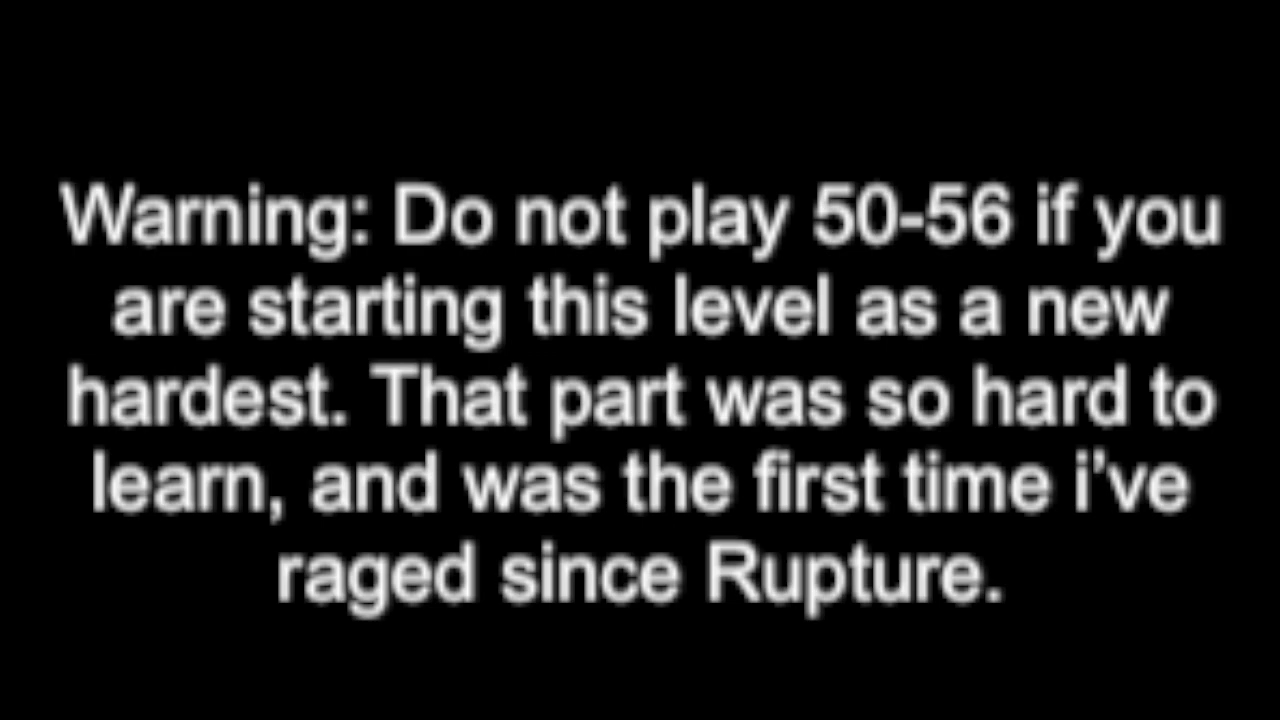 Warning: Do not play 50-56 if you
are starting this level as a new
hardest. That part was so hard to
learn, and was the first time i've
raged since Rupture.